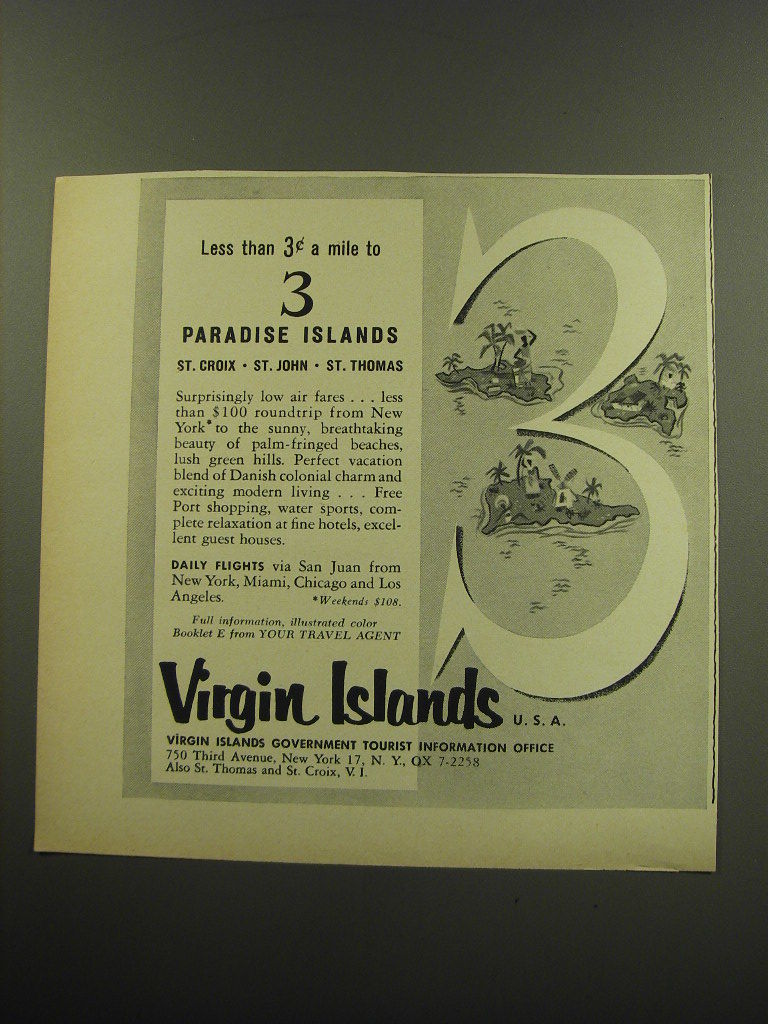 Less than 3¢ a mile to
3
PARADISE ISLANDS
ST. CROIX • ST. JOHN • ST. THOMAS
Surprisingly low air fares . . . less
than $100 roundtrip from New
York* to the sunny, breathtaking
beauty of palm-fringed beaches,
lush green hills. Perfect vacation
blend of Danish colonial charm and
exciting modern living . . . Free
Port shopping, water sports, com-
plete relaxation at fine hotels, excel-
lent guest houses.
DAILY FLIGHTS via San Juan from
New York, Miami, Chicago and Los
Angeles. *Weekends $108.
Full information, illustrated color
Booklet E from YOUR TRAVEL AGENT
3
Virgin Islands U. S. A.
VIRGIN ISLANDS GOVERNMENT TOURIST INFORMATION OFFICE
750 Third Avenue, New York 17, N. Y., OX 7-2258
Also St. Thomas and St. Croix, V. I.